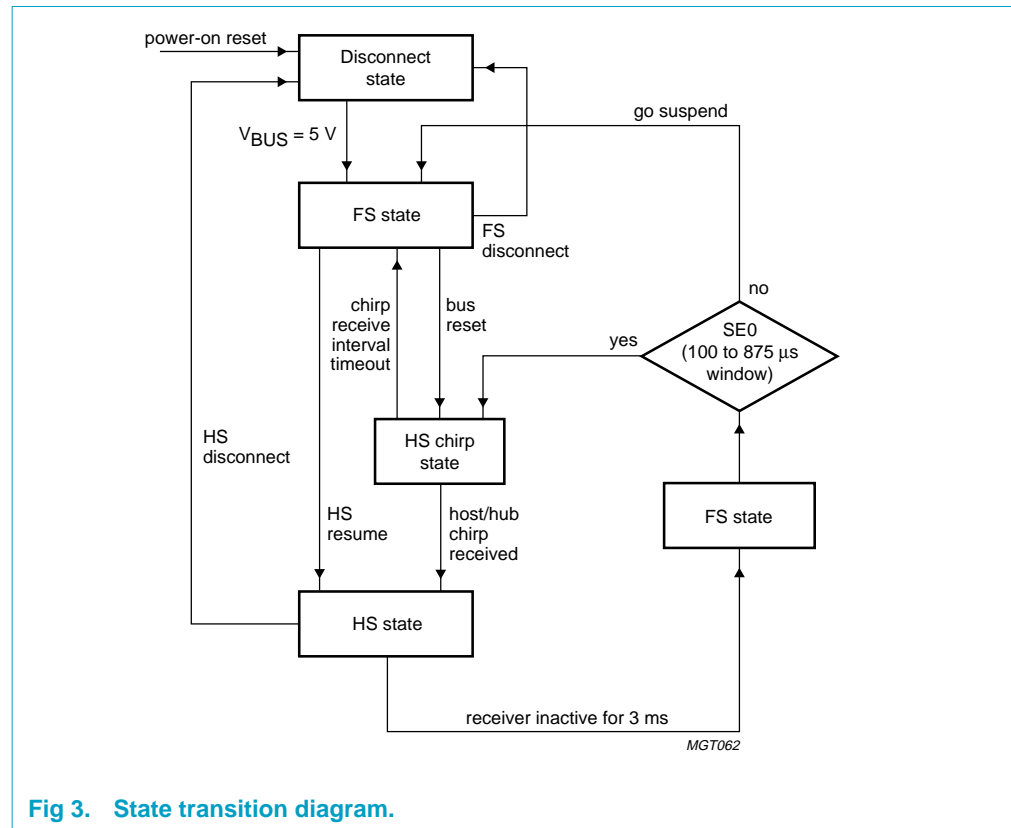 power-on reset
Disconnect
state
go suspend
VBUS = 5 V
FS state
FS
disconnect
no
chirp
receive
interval
timeout
bus
reset
yes
SE0
(100 to 875 μs
window)
HS
disconnect
HS chirp
state
FS state
HS
resume
host/hub
chirp
received
HS state
receiver inactive for 3 ms
MGT062
Fig 3. State transition diagram.